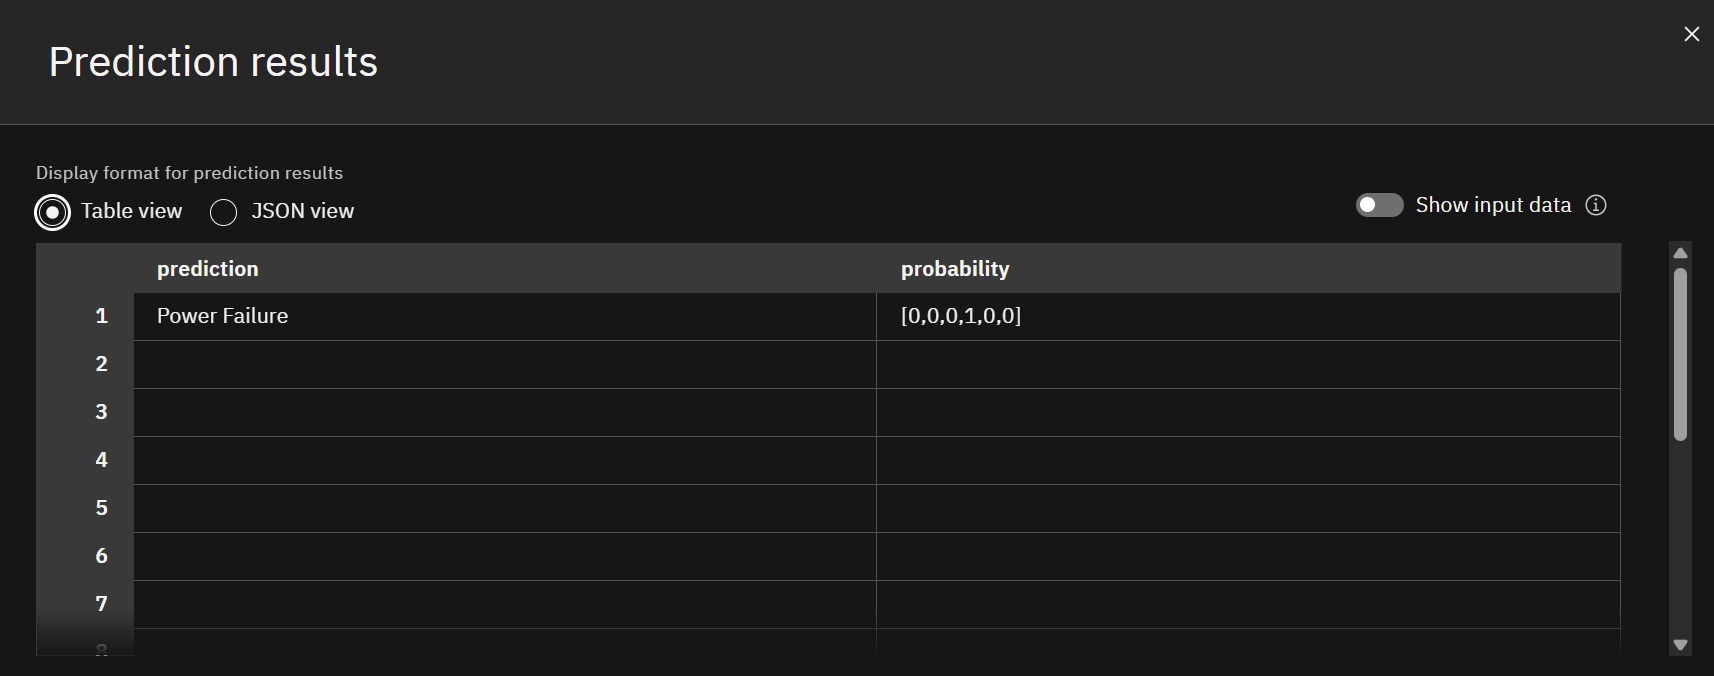 Prediction results
Display format for prediction results
Table view JSON view Show input data
prediction probability
1 Power Failure [0,0,0,1,0,0]
2
3
4
5
6
7
8